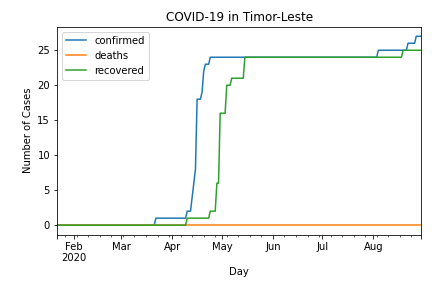 COVID-19 in Timor-Leste
confirmed
deaths
recovered
Number of Cases
25
20
15
10
5
0
Feb Mar Apr May Jun Jul Aug
2020
Day